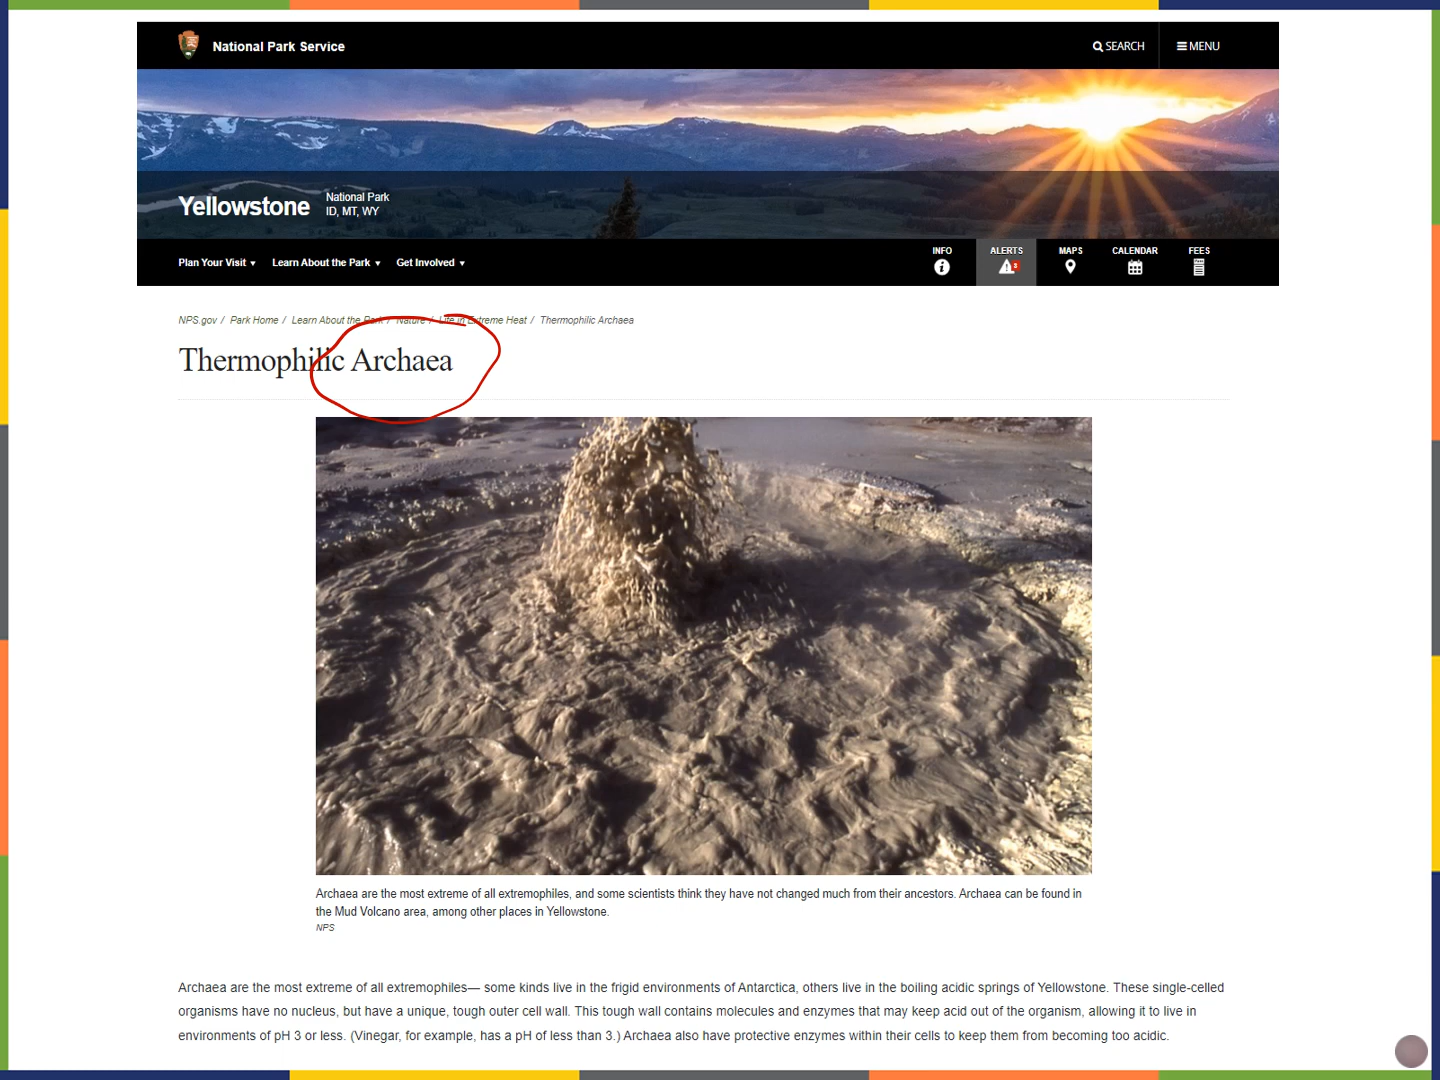 National Park Service
SEARCH
MENU
Yellowstone
National Park
ID, MT, WY
Plan Your Visit
Learn About the Park
Get Involved
INFO
ALERTS
3
MAPS
CALENDAR
FEES
NPS.gov / Park Home / Learn About the Park / Nature / Life in Extreme Heat / Thermophilic Archaea
Thermophilic Archaea
Archaea are the most extreme of all extremophiles, and some scientists think they have not changed much from their ancestors. Archaea can be found in
the Mud Volcano area, among other places in Yellowstone.
NPS
Archaea are the most extreme of all extremophiles— some kinds live in the frigid environments of Antarctica, others live in the boiling acidic springs of Yellowstone. These single-celled
organisms have no nucleus, but have a unique, tough outer cell wall. This tough wall contains molecules and enzymes that may keep acid out of the organism, allowing it to live in
environments of pH 3 or less. (Vinegar, for example, has a pH of less than 3.) Archaea also have protective enzymes within their cells to keep them from becoming too acidic.